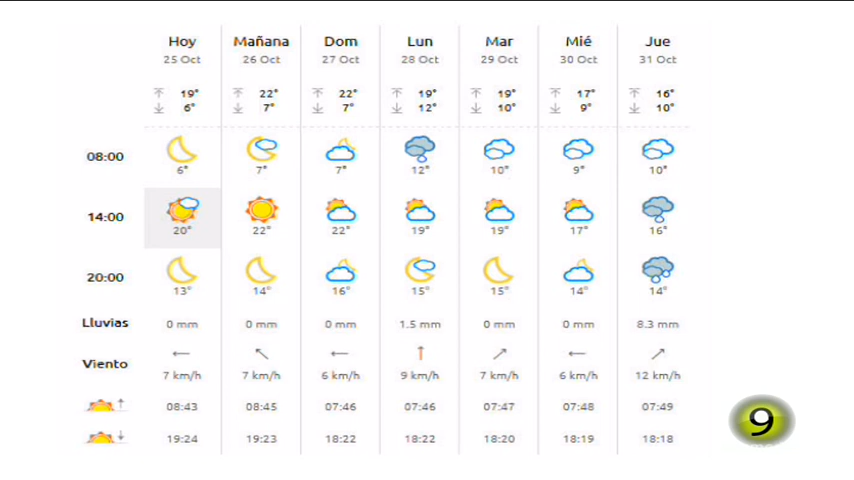 Hoy Mañana Dom Lun Mar Mié Jue
25 Oct 26 Oct 27 Oct 28 Oct 29 Oct 30 Oct 31 Oct
19° 22° 22° 19° 19° 17° 16°
6° 7° 7° 12° 10° 9° 10°
08:00
6° 7° 7° 12° 10° 9° 10°
14:00
20° 22° 22° 19° 19° 17° 16°
20:00
13° 14° 16° 15° 15° 14° 14°
Lluvias 0 mm 0 mm 0 mm 1.5 mm 0 mm 0 mm 8.3 mm
Viento
7 km/h 7 km/h 6 km/h 9 km/h 7 km/h 6 km/h 12 km/h
08:43 08:45 07:46 07:46 07:47 07:48 07:49
19:24 19:23 18:22 18:22 18:20 18:19 18:18
9